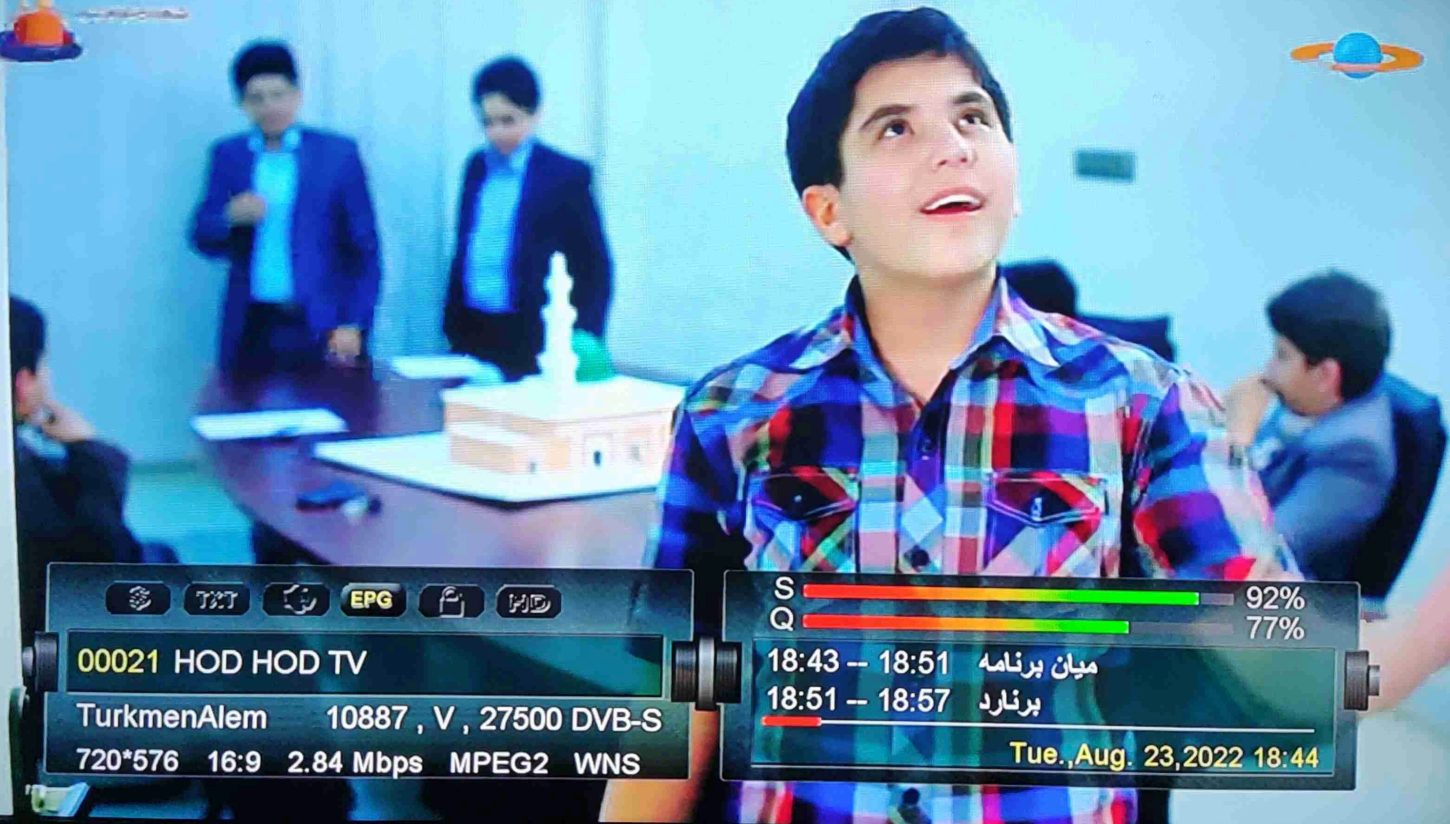 TXT EPG HD
S 92%
Q 77%
00021 HOD HOD TV
18:43 -- 18:51 میان برنامه
18:51 -- 18:57 برنارد
TurkmenAlem 10887 , V , 27500 DVB-S
720*576 16:9 2.84 Mbps MPEG2 WNS
Tue.,Aug. 23,2022 18:44